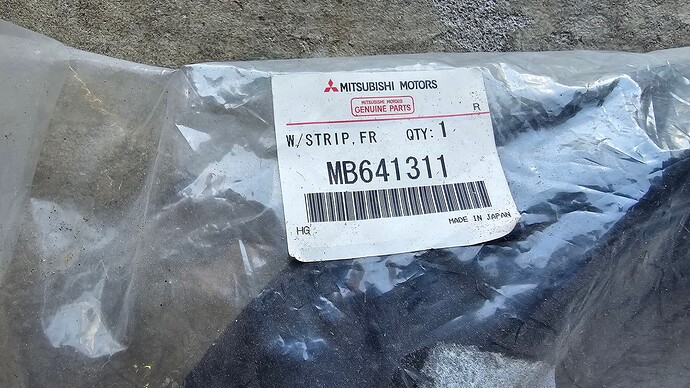 MITSUBISHI MOTORS
MITSUBISHI MOTORS
GENUINE PARTS
R
W/STRIP,FR QTY:1
MB641311
MADE IN JAPAN
HG